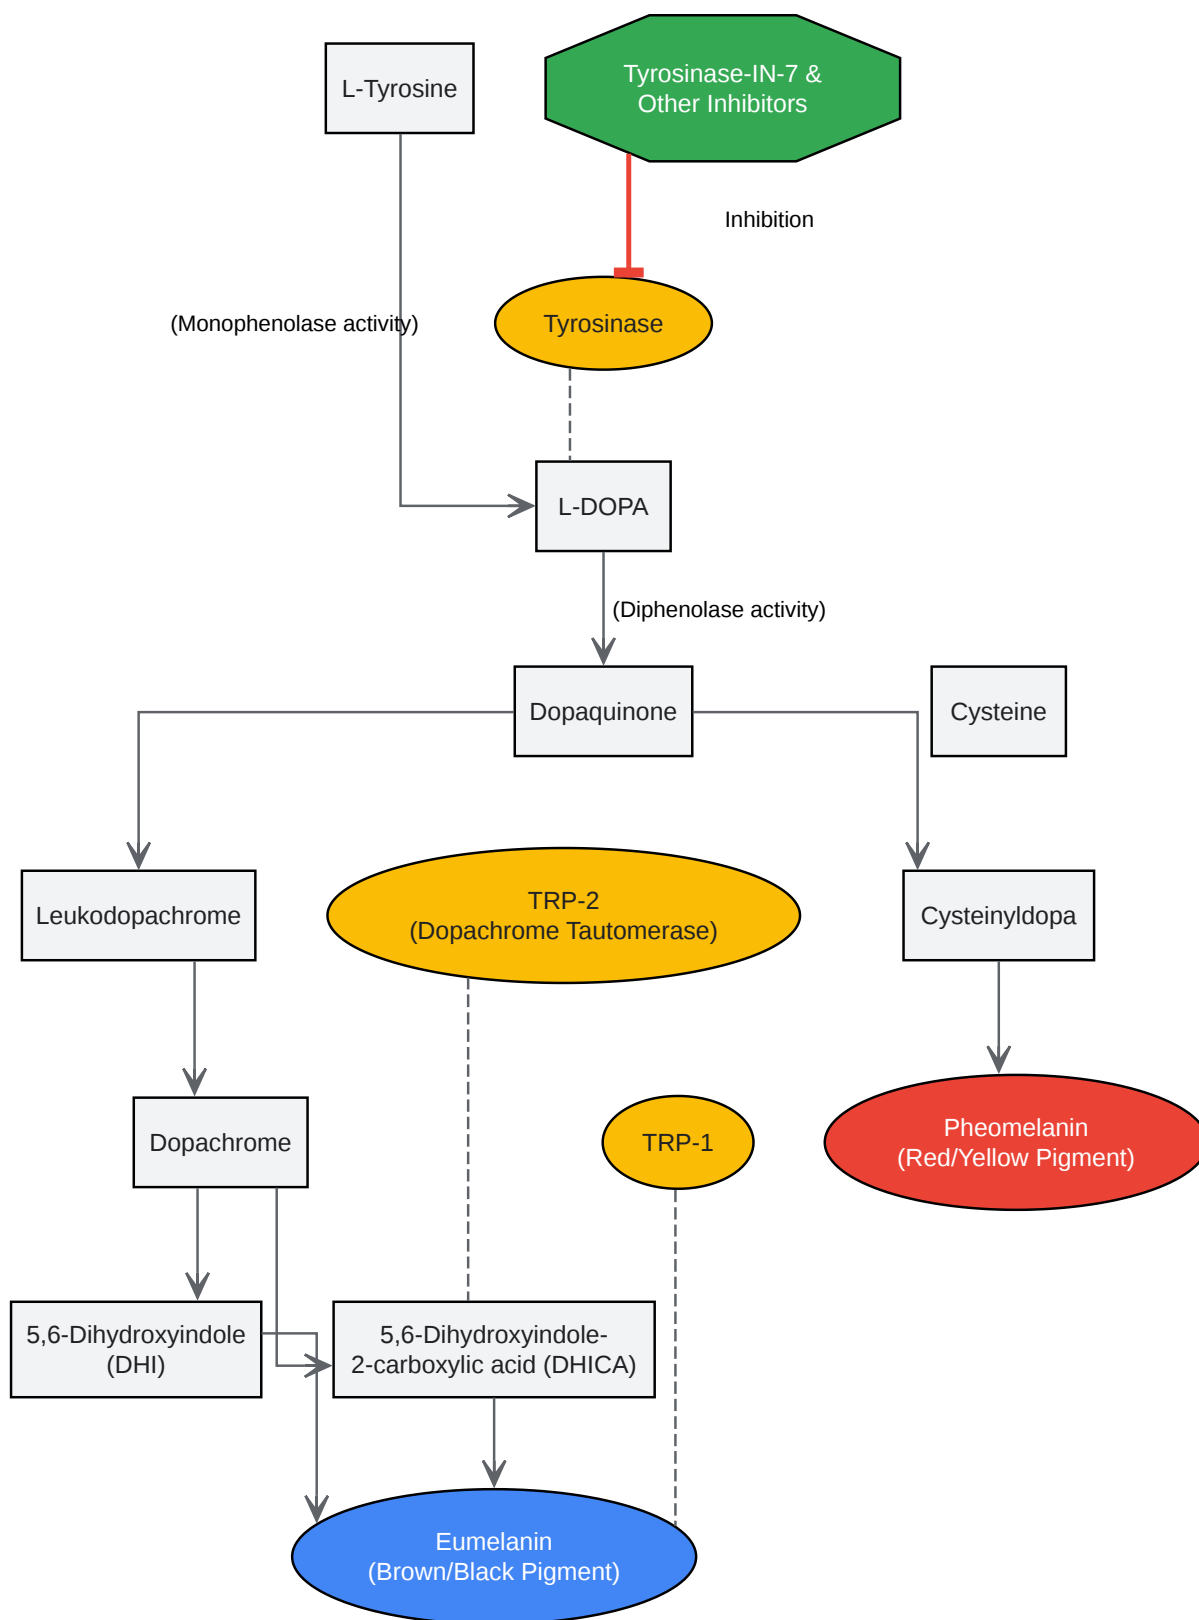 L-Tyrosine
Tyrosinase-IN-7 &
Other Inhibitors
Inhibition
(Monophenolase activity)
Tyrosinase
L-DOPA
(Diphenolase activity)
Dopaquinone
Cysteine
Leukodopachrome
TRP-2
(Dopachrome Tautomerase)
Cysteinyldopa
Dopachrome
TRP-1
Pheomelanin
(Red/Yellow Pigment)
5,6-Dihydroxyindole
(DHI)
5,6-Dihydroxyindole-
2-carboxylic acid (DHICA)
Eumelanin
(Brown/Black Pigment)